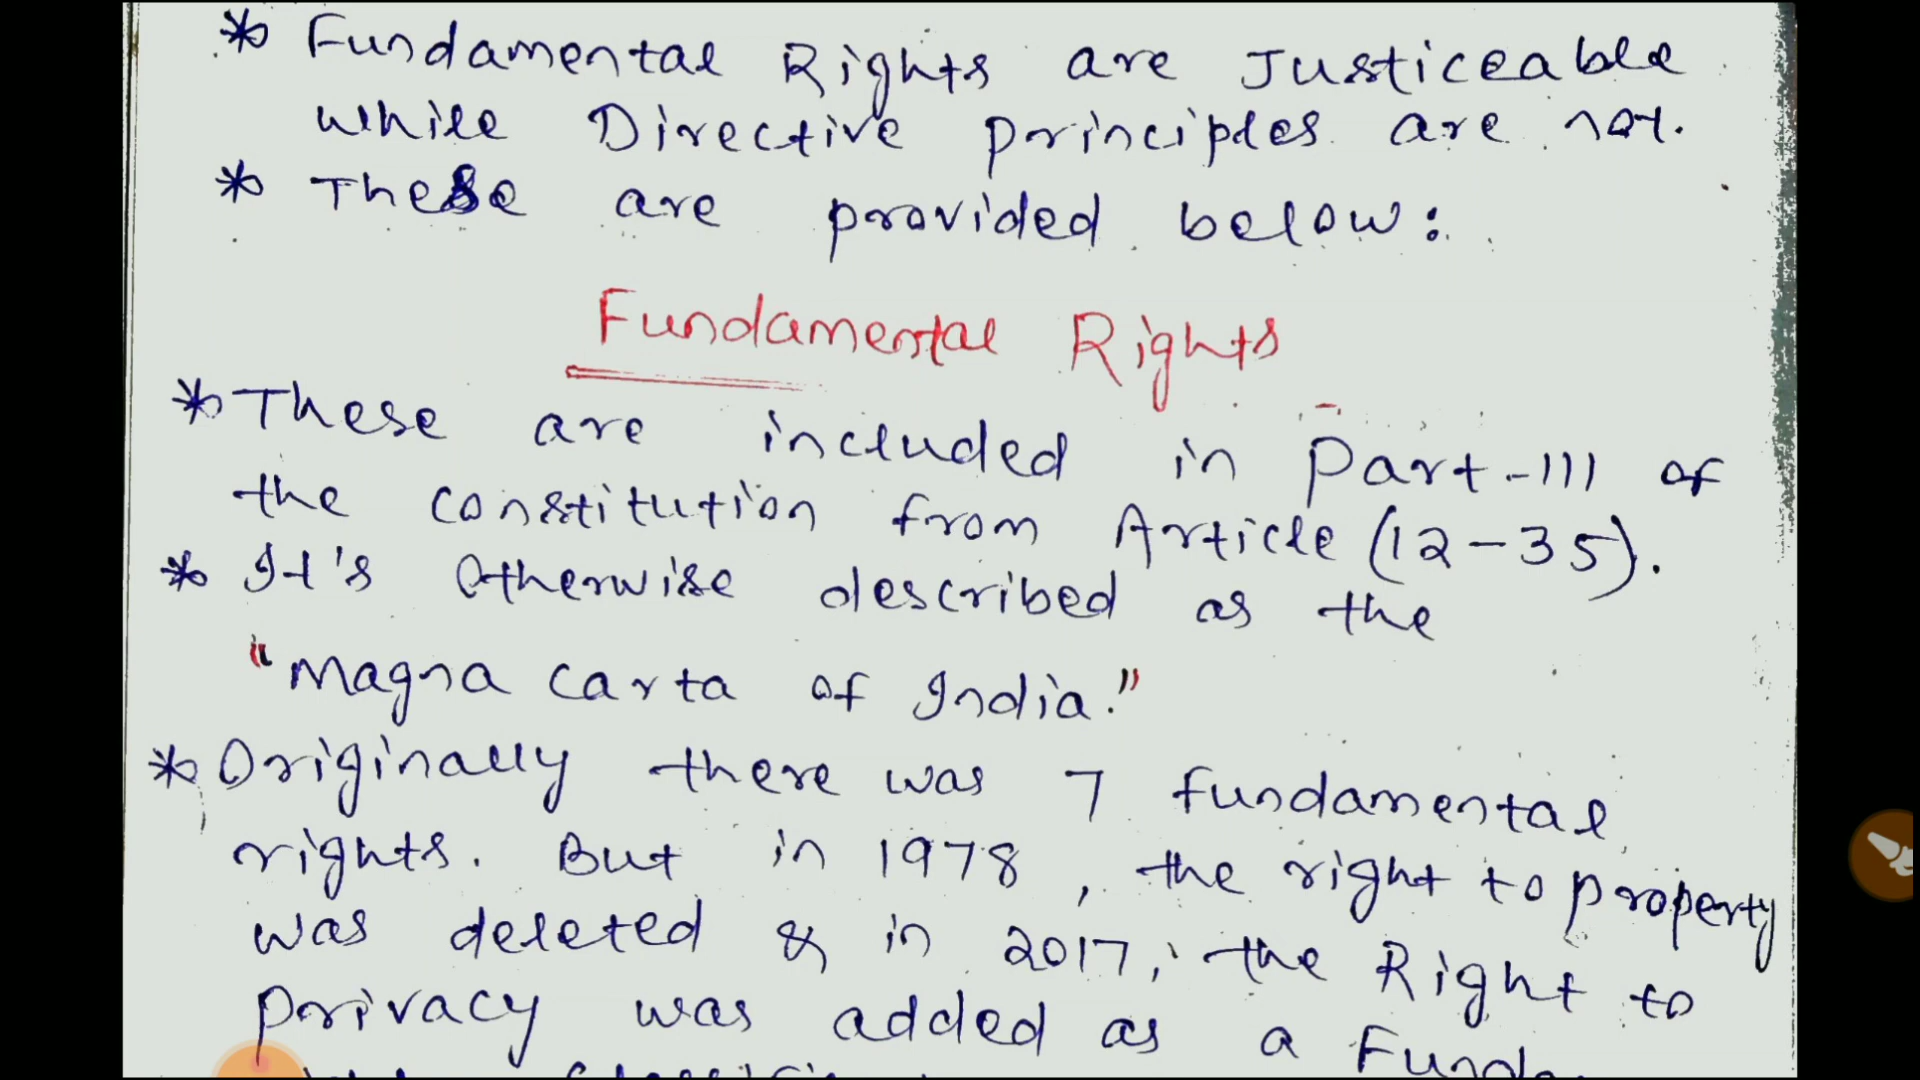 * Fundamental Rights are Justiceable
while Directive principles are not.
* These are provided below:
Fundamental Rights
* These are included in Part-III of
the constitution from Article (12-35).
* It's Otherwise described as the
"Magna carta of India."
* Originally there was 7 fundamental
rights. But in 1978, the right to property
was deleted & in 2017, the Right to
privacy was added as a